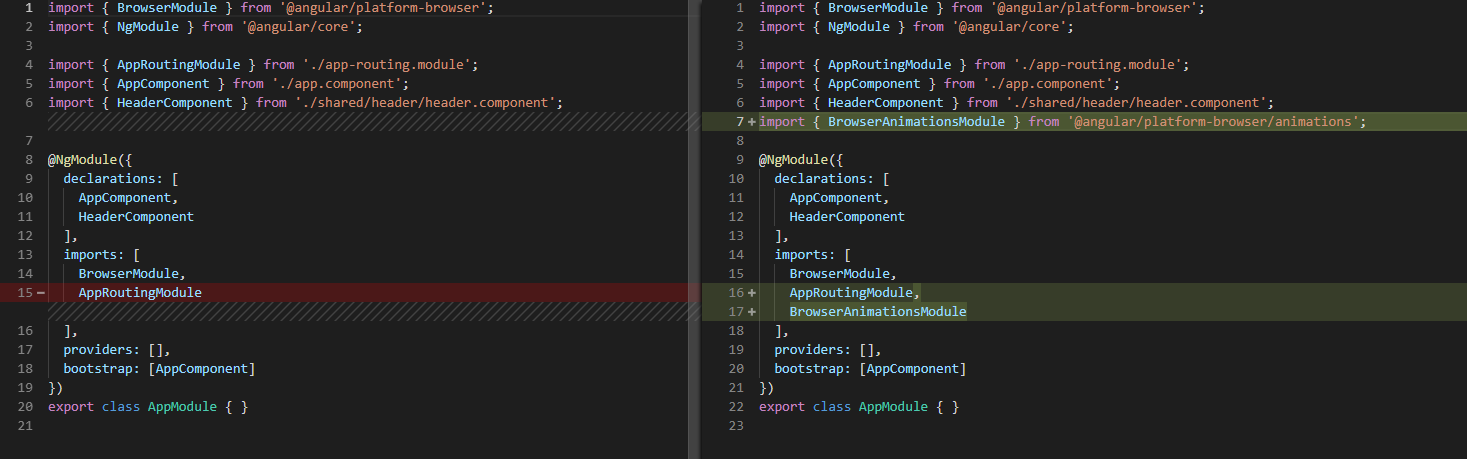 1 import { BrowserModule } from '@angular/platform-browser';
2 import { NgModule } from '@angular/core';
3
4 import { AppRoutingModule } from './app-routing.module';
5 import { AppComponent } from './app.component';
6 import { HeaderComponent } from './shared/header/header.component';
7
8 @NgModule({
9   declarations: [
10     AppComponent,
11     HeaderComponent
12   ],
13   imports: [
14     BrowserModule,
15 −     AppRoutingModule
16   ],
17   providers: [],
18   bootstrap: [AppComponent]
19 })
20 export class AppModule { }
21
1 import { BrowserModule } from '@angular/platform-browser';
2 import { NgModule } from '@angular/core';
3
4 import { AppRoutingModule } from './app-routing.module';
5 import { AppComponent } from './app.component';
6 import { HeaderComponent } from './shared/header/header.component';
7 + import { BrowserAnimationsModule } from '@angular/platform-browser/animations';
8
9 @NgModule({
10   declarations: [
11     AppComponent,
12     HeaderComponent
13   ],
14   imports: [
15     BrowserModule,
16 +     AppRoutingModule,
17 +     BrowserAnimationsModule
18   ],
19   providers: [],
20   bootstrap: [AppComponent]
21 })
22 export class AppModule { }
23